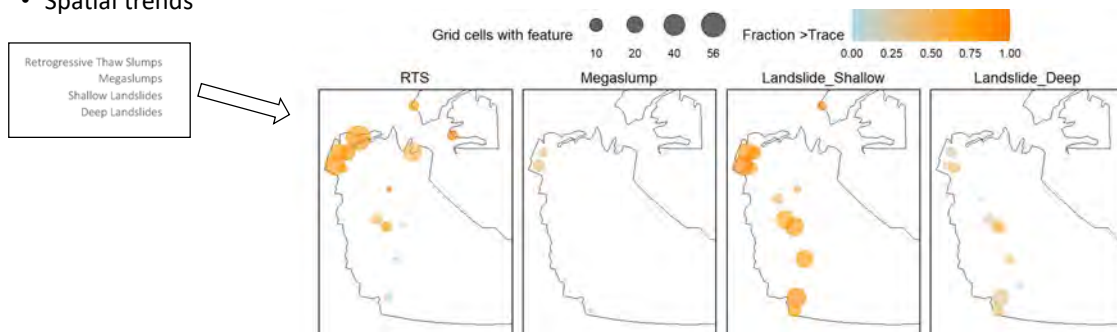 • Spatial trends
Retrogressive Thaw Slumps
Megaslumps
Shallow Landslides
Deep Landslides
Grid cells with feature
10 20 40 56
Fraction >Trace
0.00 0.25 0.50 0.75 1.00
RTS Megaslump Landslide_Shallow Landslide_Deep